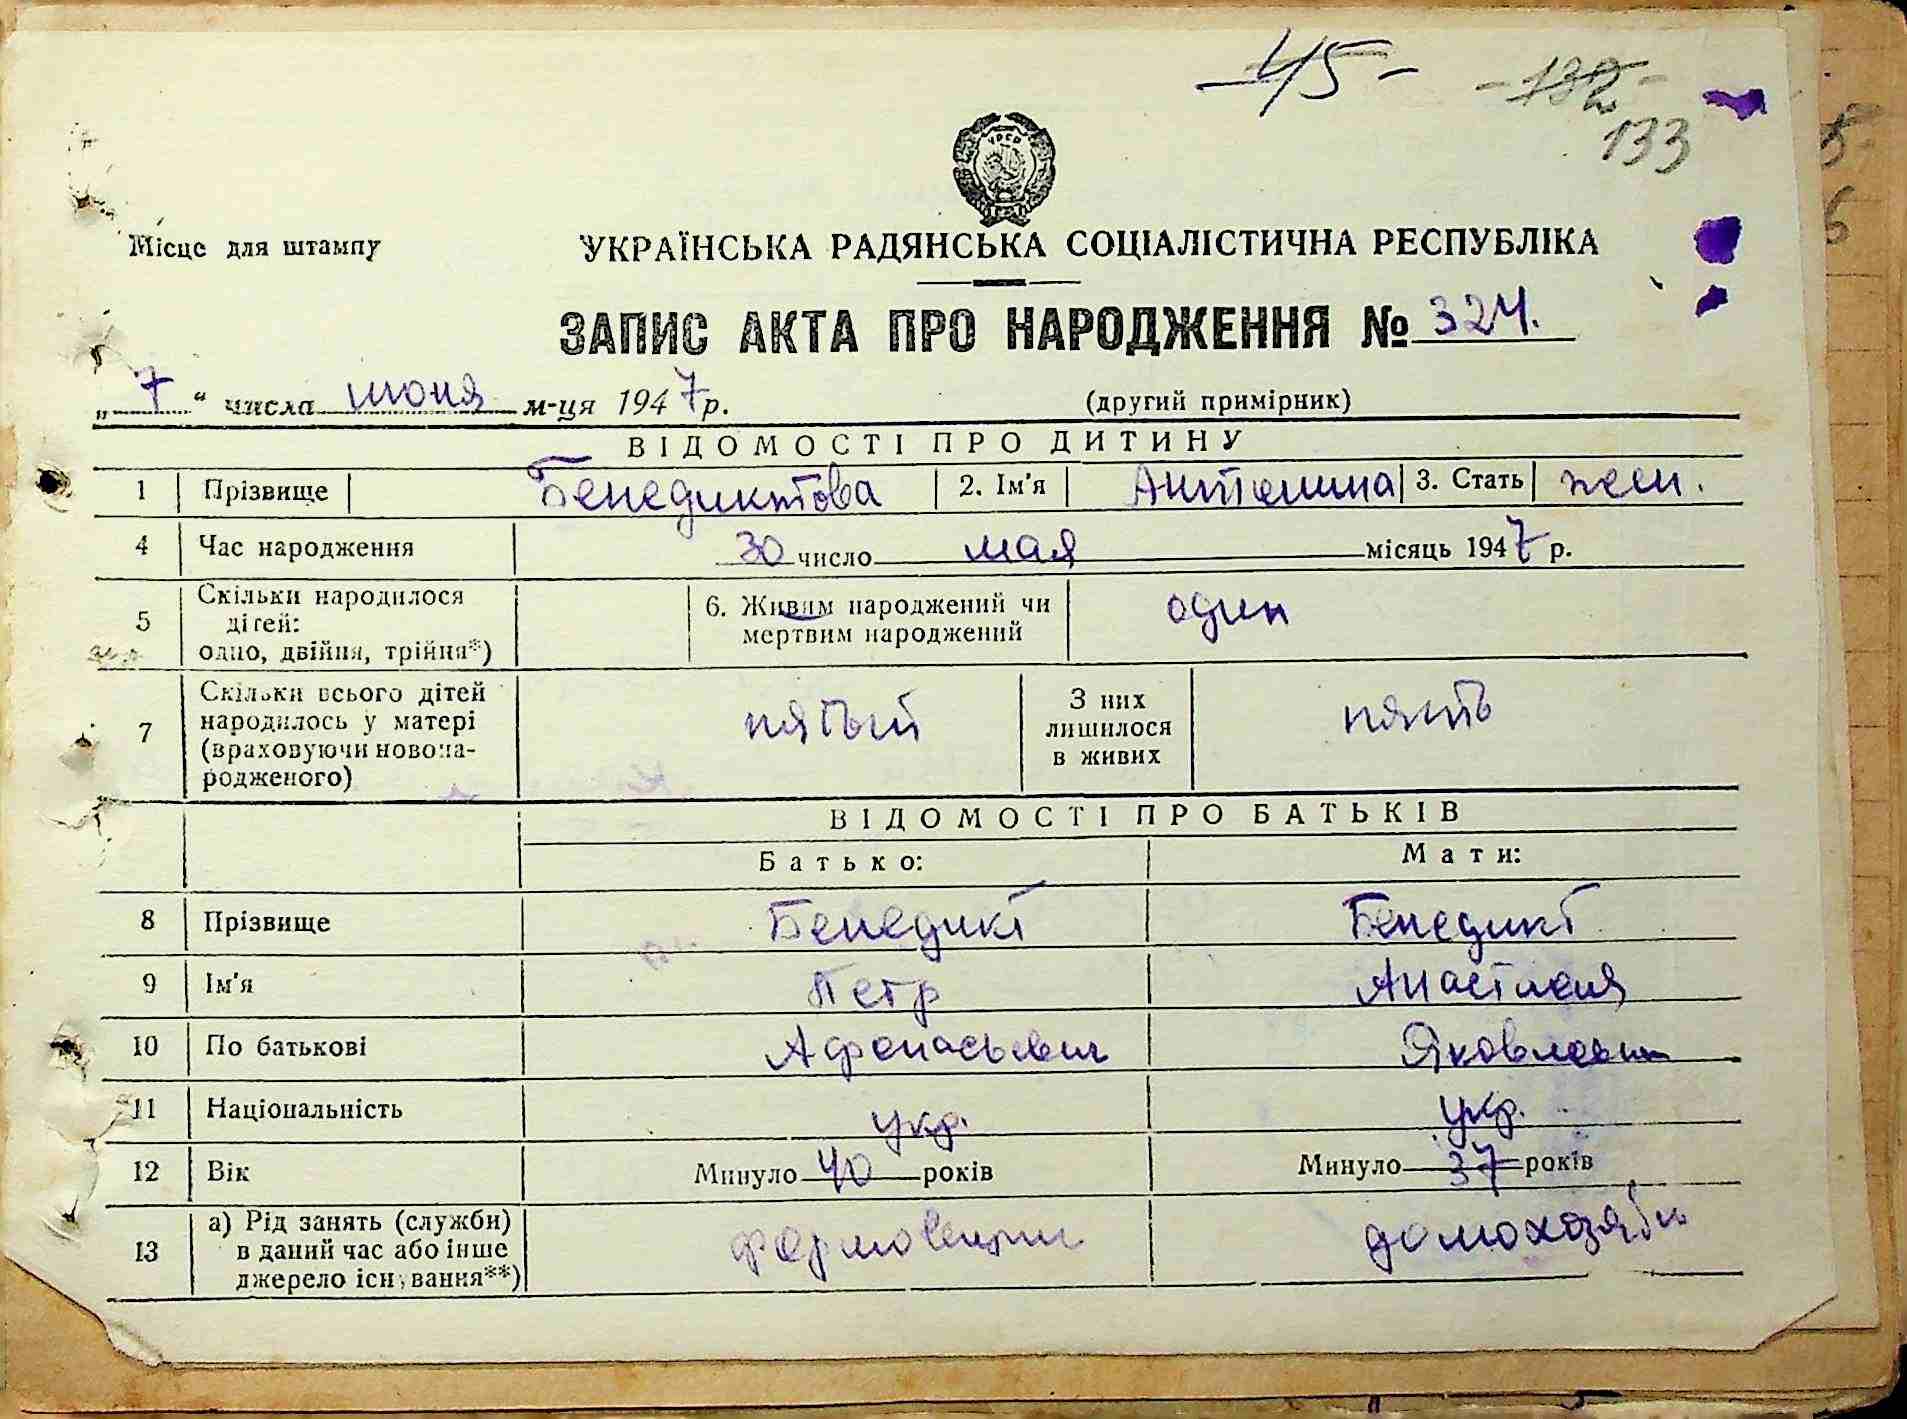 -45-
-132-
133
УРСР
Місце для штампу
УКРАЇНСЬКА РАДЯНСЬКА СОЦІАЛІСТИЧНА РЕСПУБЛІКА
ЗАПИС АКТА ПРО НАРОДЖЕННЯ № 324.
„7“ числа июня м-ця 1947 р. (другий примірник)
ВІДОМОСТІ ПРО ДИТИНУ
1 Прізвище Бенедиктова 2. Ім'я Антонина 3. Стать жен.
4 Час народження 30 число мая місяць 1947 р.
5 Скільки народилося дітей: одно, двійня, трійня*) 6. Живим народжений чи мертвим народжений один
7 Скільки всього дітей народилось у матері (враховуючи новонародженого) пятый З них лишилося в живих пять
ВІДОМОСТІ ПРО БАТЬКІВ
Батько: Мати:
8 Прізвище Бенедикт Бенедикт
9 Ім'я Петр Анастасия
10 По батькові Афонасьевич Яковлевн
11 Національність укр. укр.
12 Вік Минуло 40 років Минуло 37 років
13 а) Рід занять (служби) в даний час або інше джерело існування**) формовщик домохозяйк